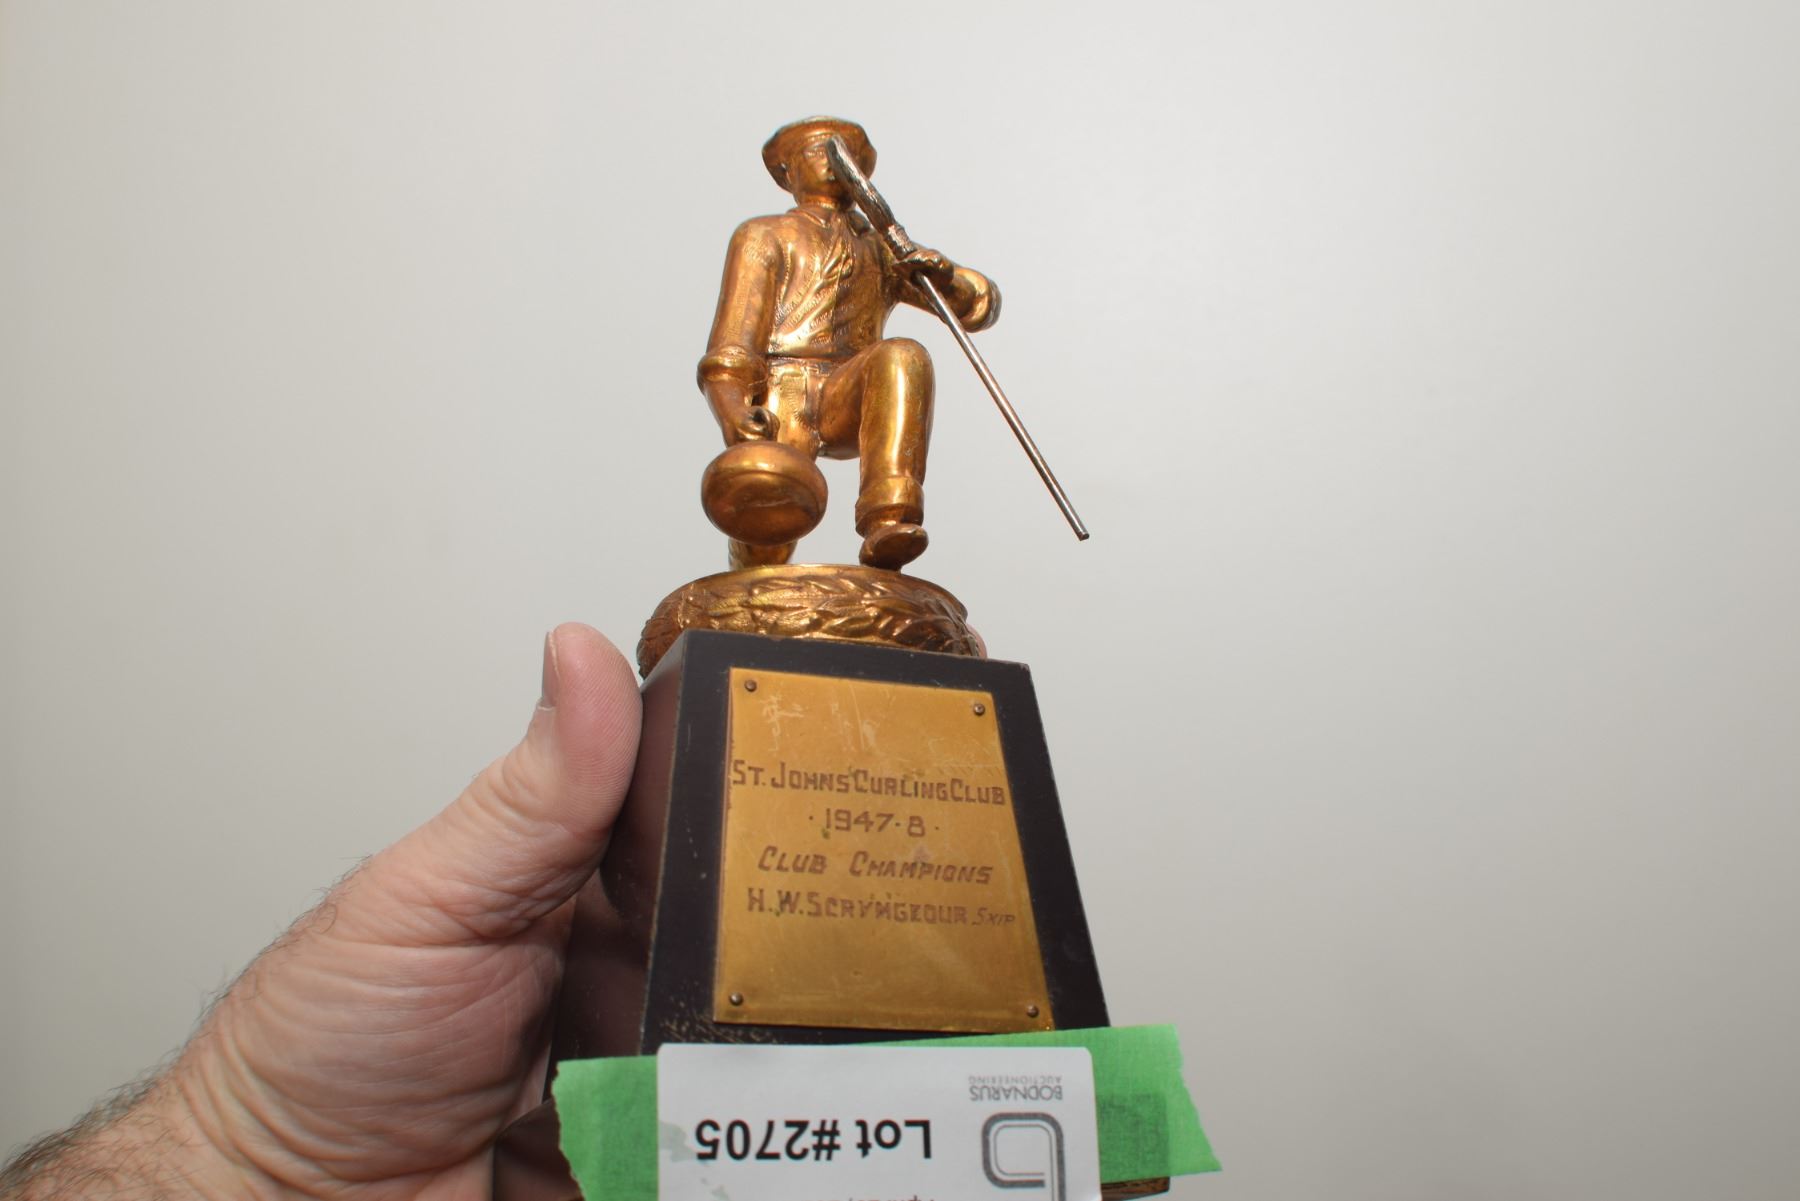 ST. JOHNS CURLING CLUB
· 1947-8 ·
CLUB CHAMPIONS
H.W. SCRYMGEOUR SKIP
BODNARUS
AUCTIONEERING
Lot #2705